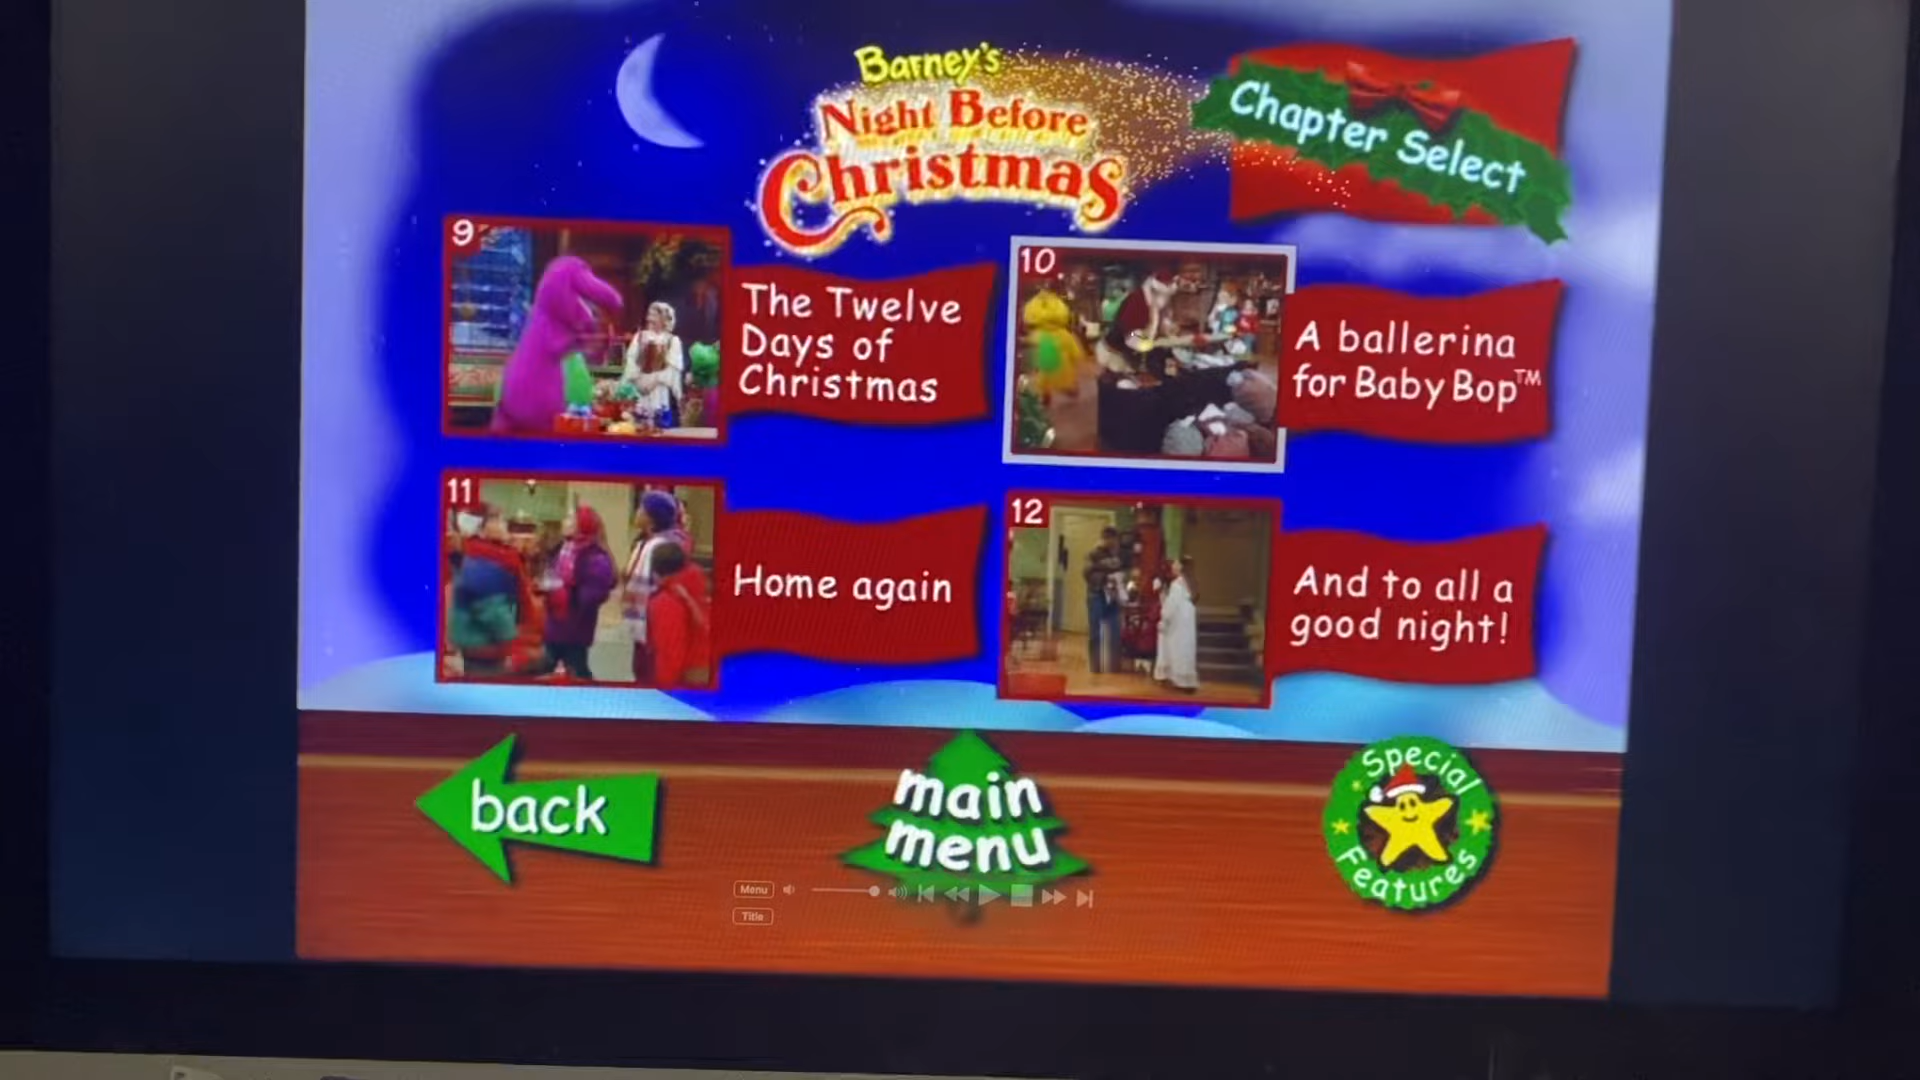 Barney's
Night Before
Christmas
Chapter Select
9
The Twelve
Days of
Christmas
10
A ballerina
for Baby Bop™
11
Home again
12
And to all a
good night!
back
main
menu
Special
Features
Menu
Title